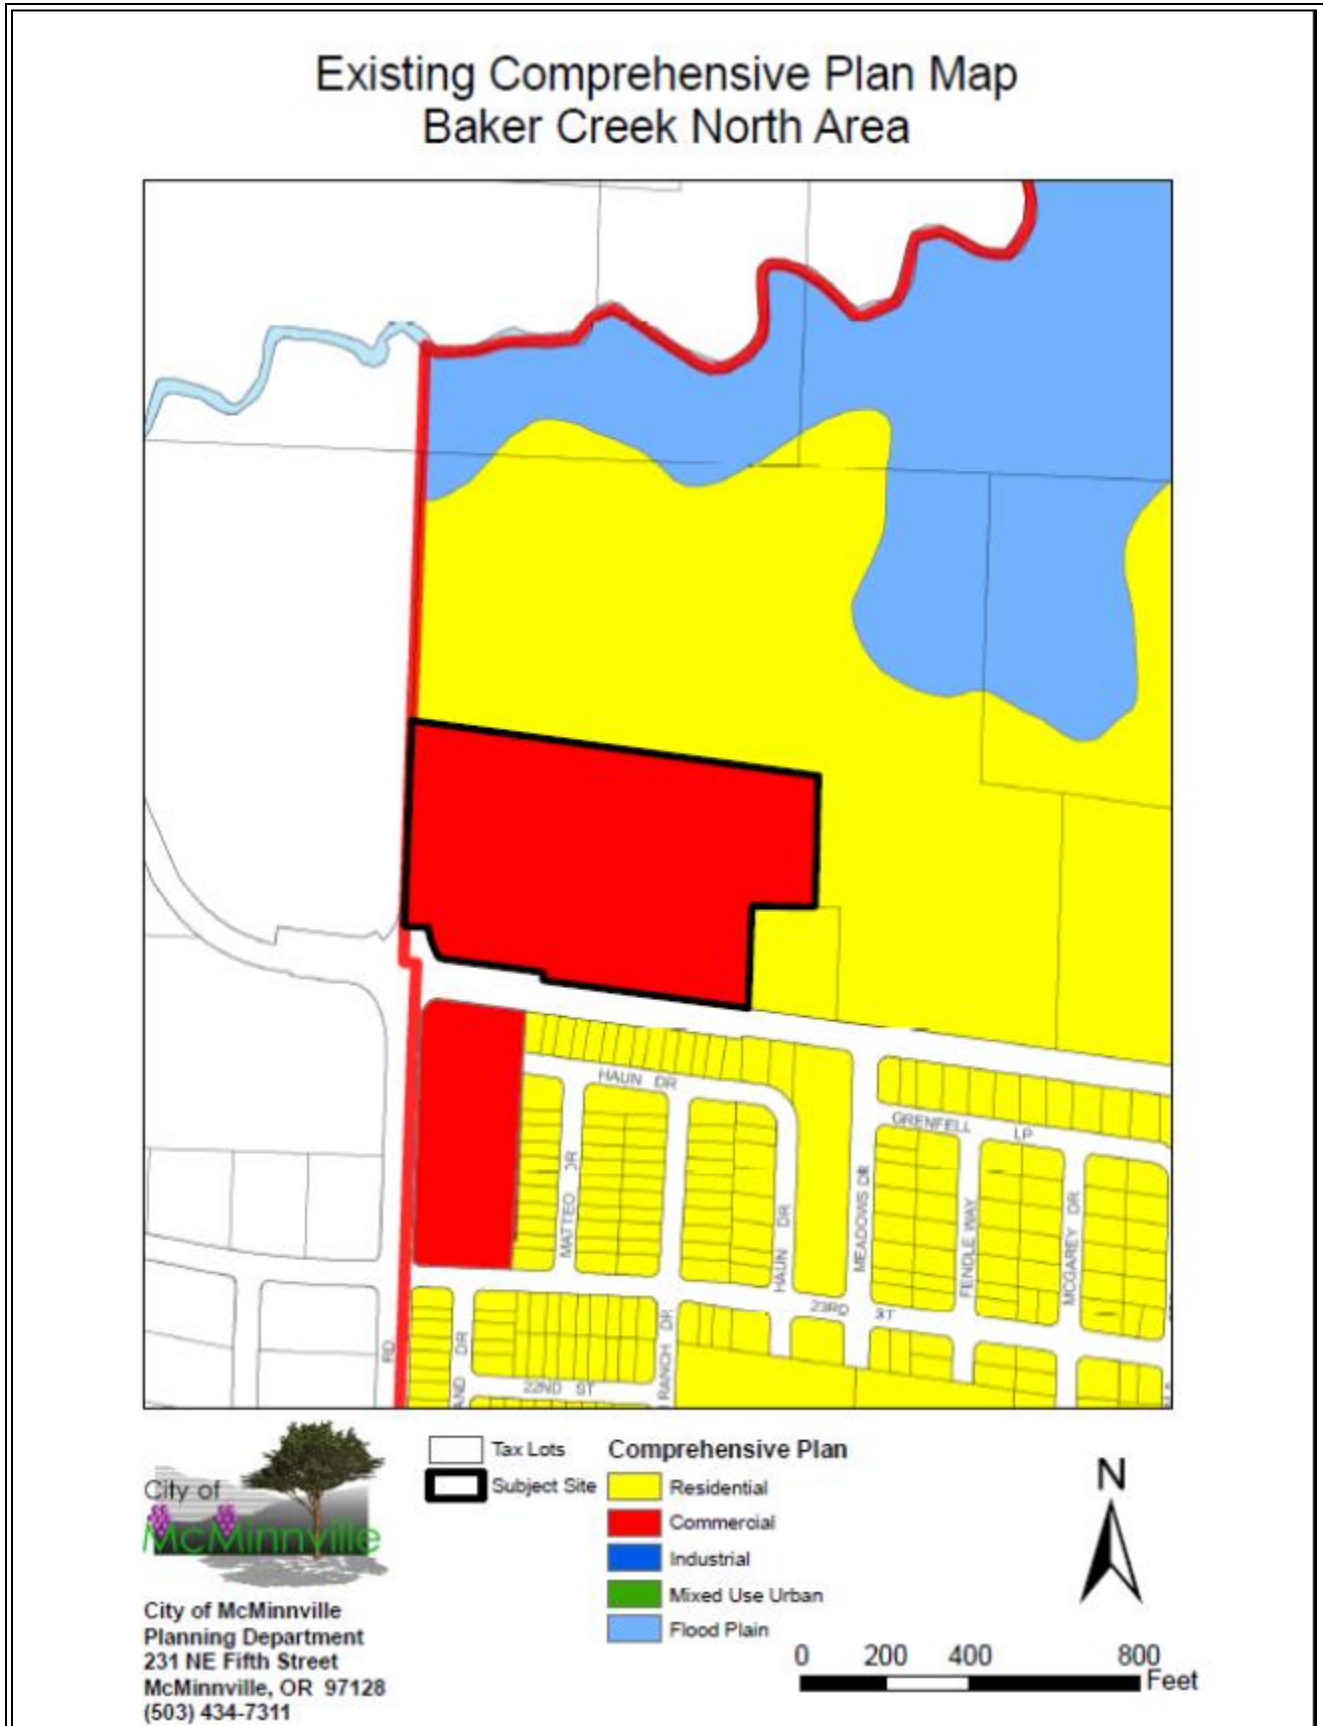 Existing Comprehensive Plan Map
Baker Creek North Area
HAUN DR
GRENFELL LP
MATTEO DR
HAUN DR
MEADOWS DR
FENDLE WAY
MCGAREY DR
23RD ST
RD
AND DR
RANCH DR
22ND ST
Tax Lots
Subject Site
Comprehensive Plan
Residential
Commercial
Industrial
Mixed Use Urban
Flood Plain
N
0 200 400 800
Feet
City of
McMinnville
City of McMinnville
Planning Department
231 NE Fifth Street
McMinnville, OR 97128
(503) 434-7311